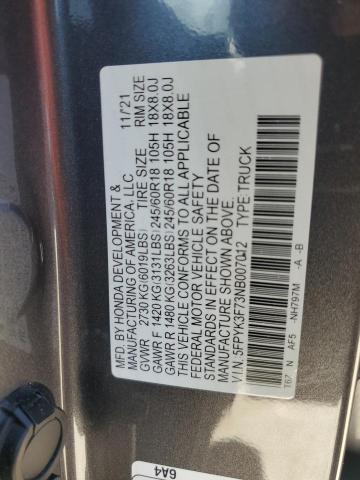 MFD. BY HONDA DEVELOPMENT & 11/21
MANUFACTURING OF AMERICA, LLC
GVWR 2730 KG(6019LBS) TIRE SIZE RIM SIZE
GAWR F 1420 KG(3131LBS) 245/60R18 105H 18X8.0J
GAWR R 1480 KG(3263LBS) 245/60R18 105H 18X8.0J
THIS VEHICLE CONFORMS TO ALL APPLICABLE
FEDERAL MOTOR VEHICLE SAFETY
STANDARDS IN EFFECT ON THE DATE OF
MANUFACTURE SHOWN ABOVE.
V.I.N. 5FPYK3F73NB007012 TYPE:TRUCK
T67 N AF5 -NH797M -A -B
6A4